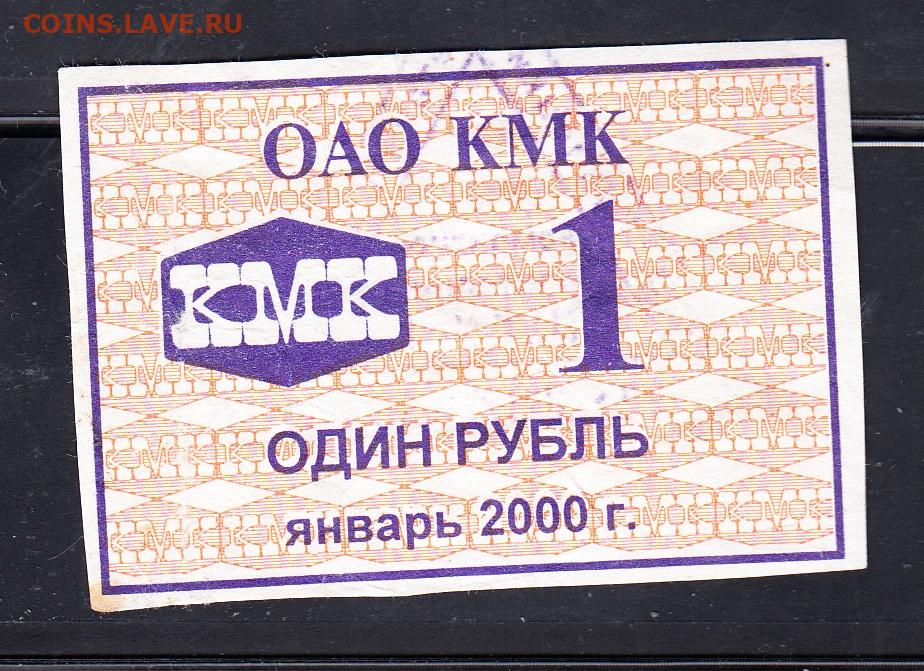 COINS.LAVE.RU
ОАО КМК
КМК
1
ОДИН РУБЛЬ
январь 2000 г.